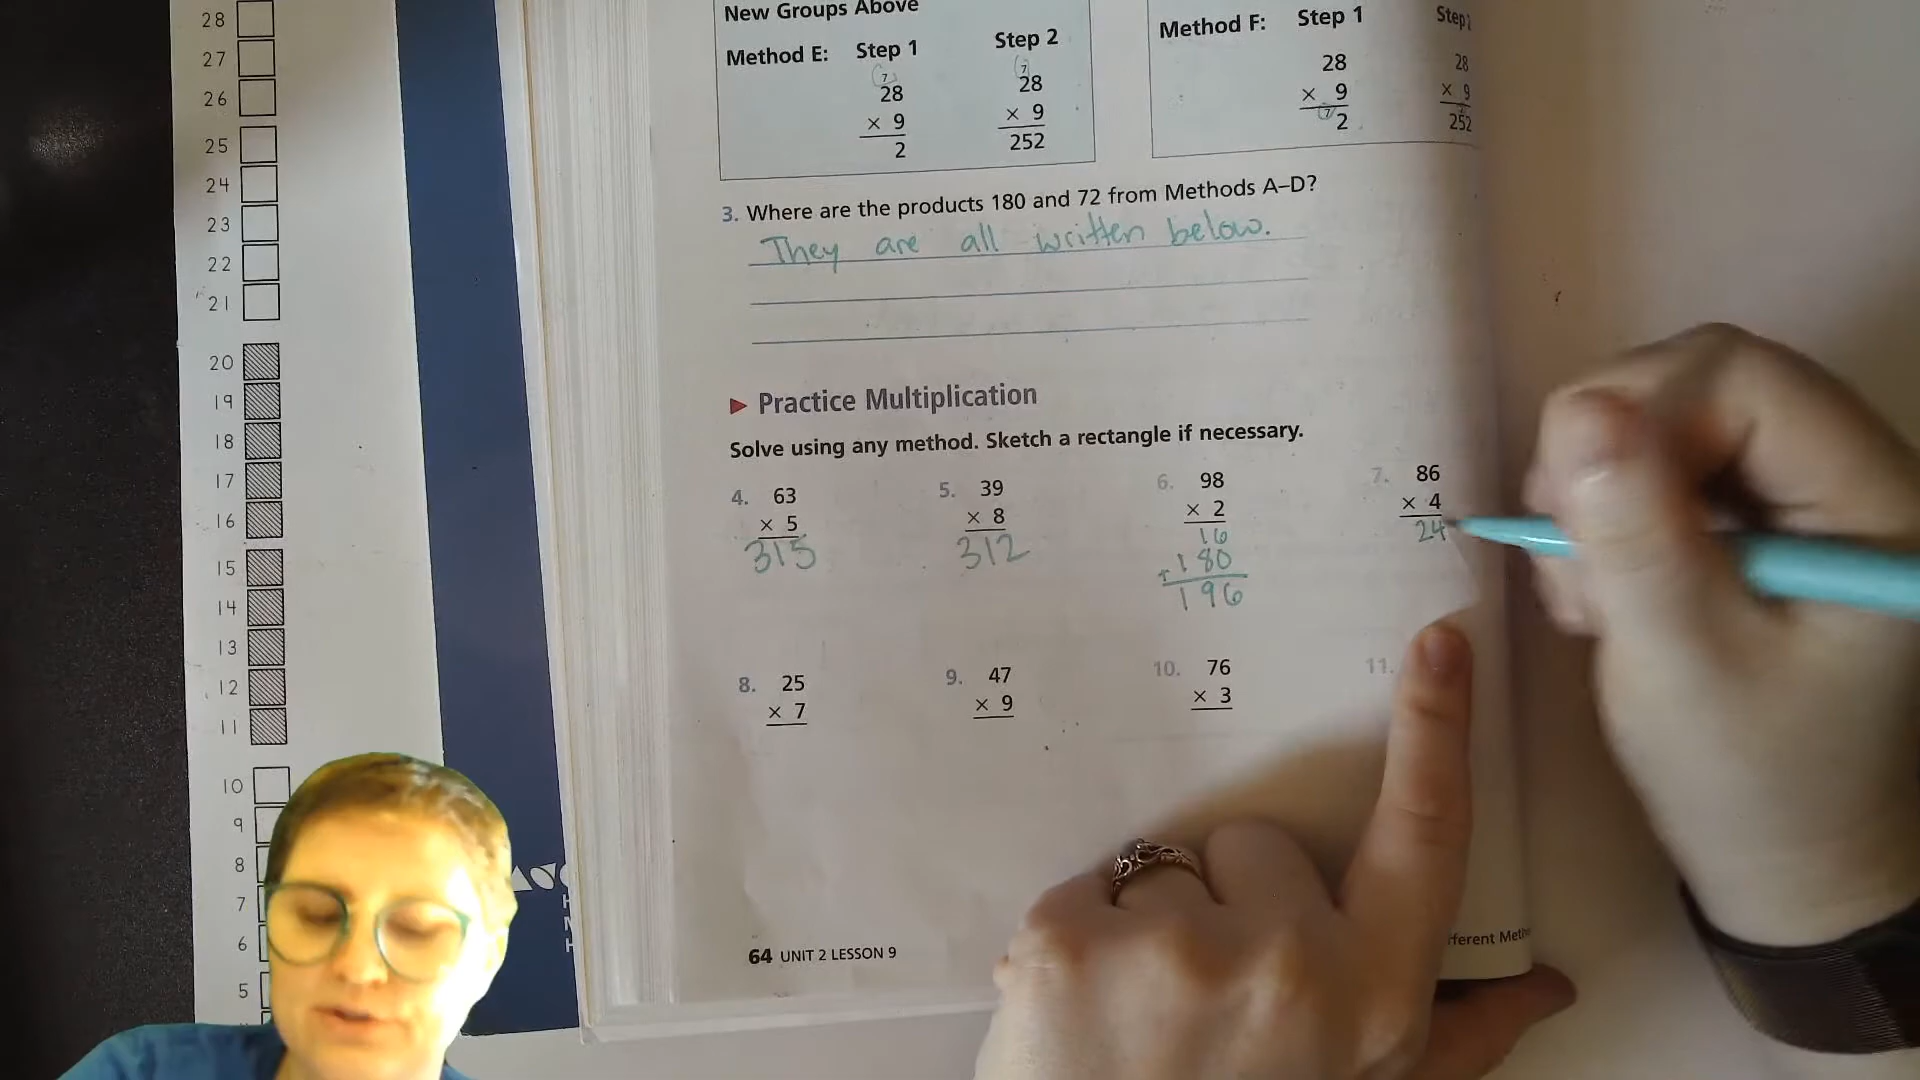 28
27
26
25
24
23
22
21
20
19
18
17
16
15
14
13
12
11
10
9
8
7
6
5
New Groups Above
Method E: Step 1 Step 2
7 7
28 28
× 9 × 9
2 252
Method F: Step 1 Step 2
28 28
× 9 × 9
7
2 252
3. Where are the products 180 and 72 from Methods A–D?
They are all written below.
Practice Multiplication
Solve using any method. Sketch a rectangle if necessary.
4. 63 5. 39 6. 98 7. 86
× 5 × 8 × 2 × 4
315 312 16 24
+180
196
8. 25 9. 47 10. 76 11.
× 7 × 9 × 3
64 UNIT 2 LESSON 9